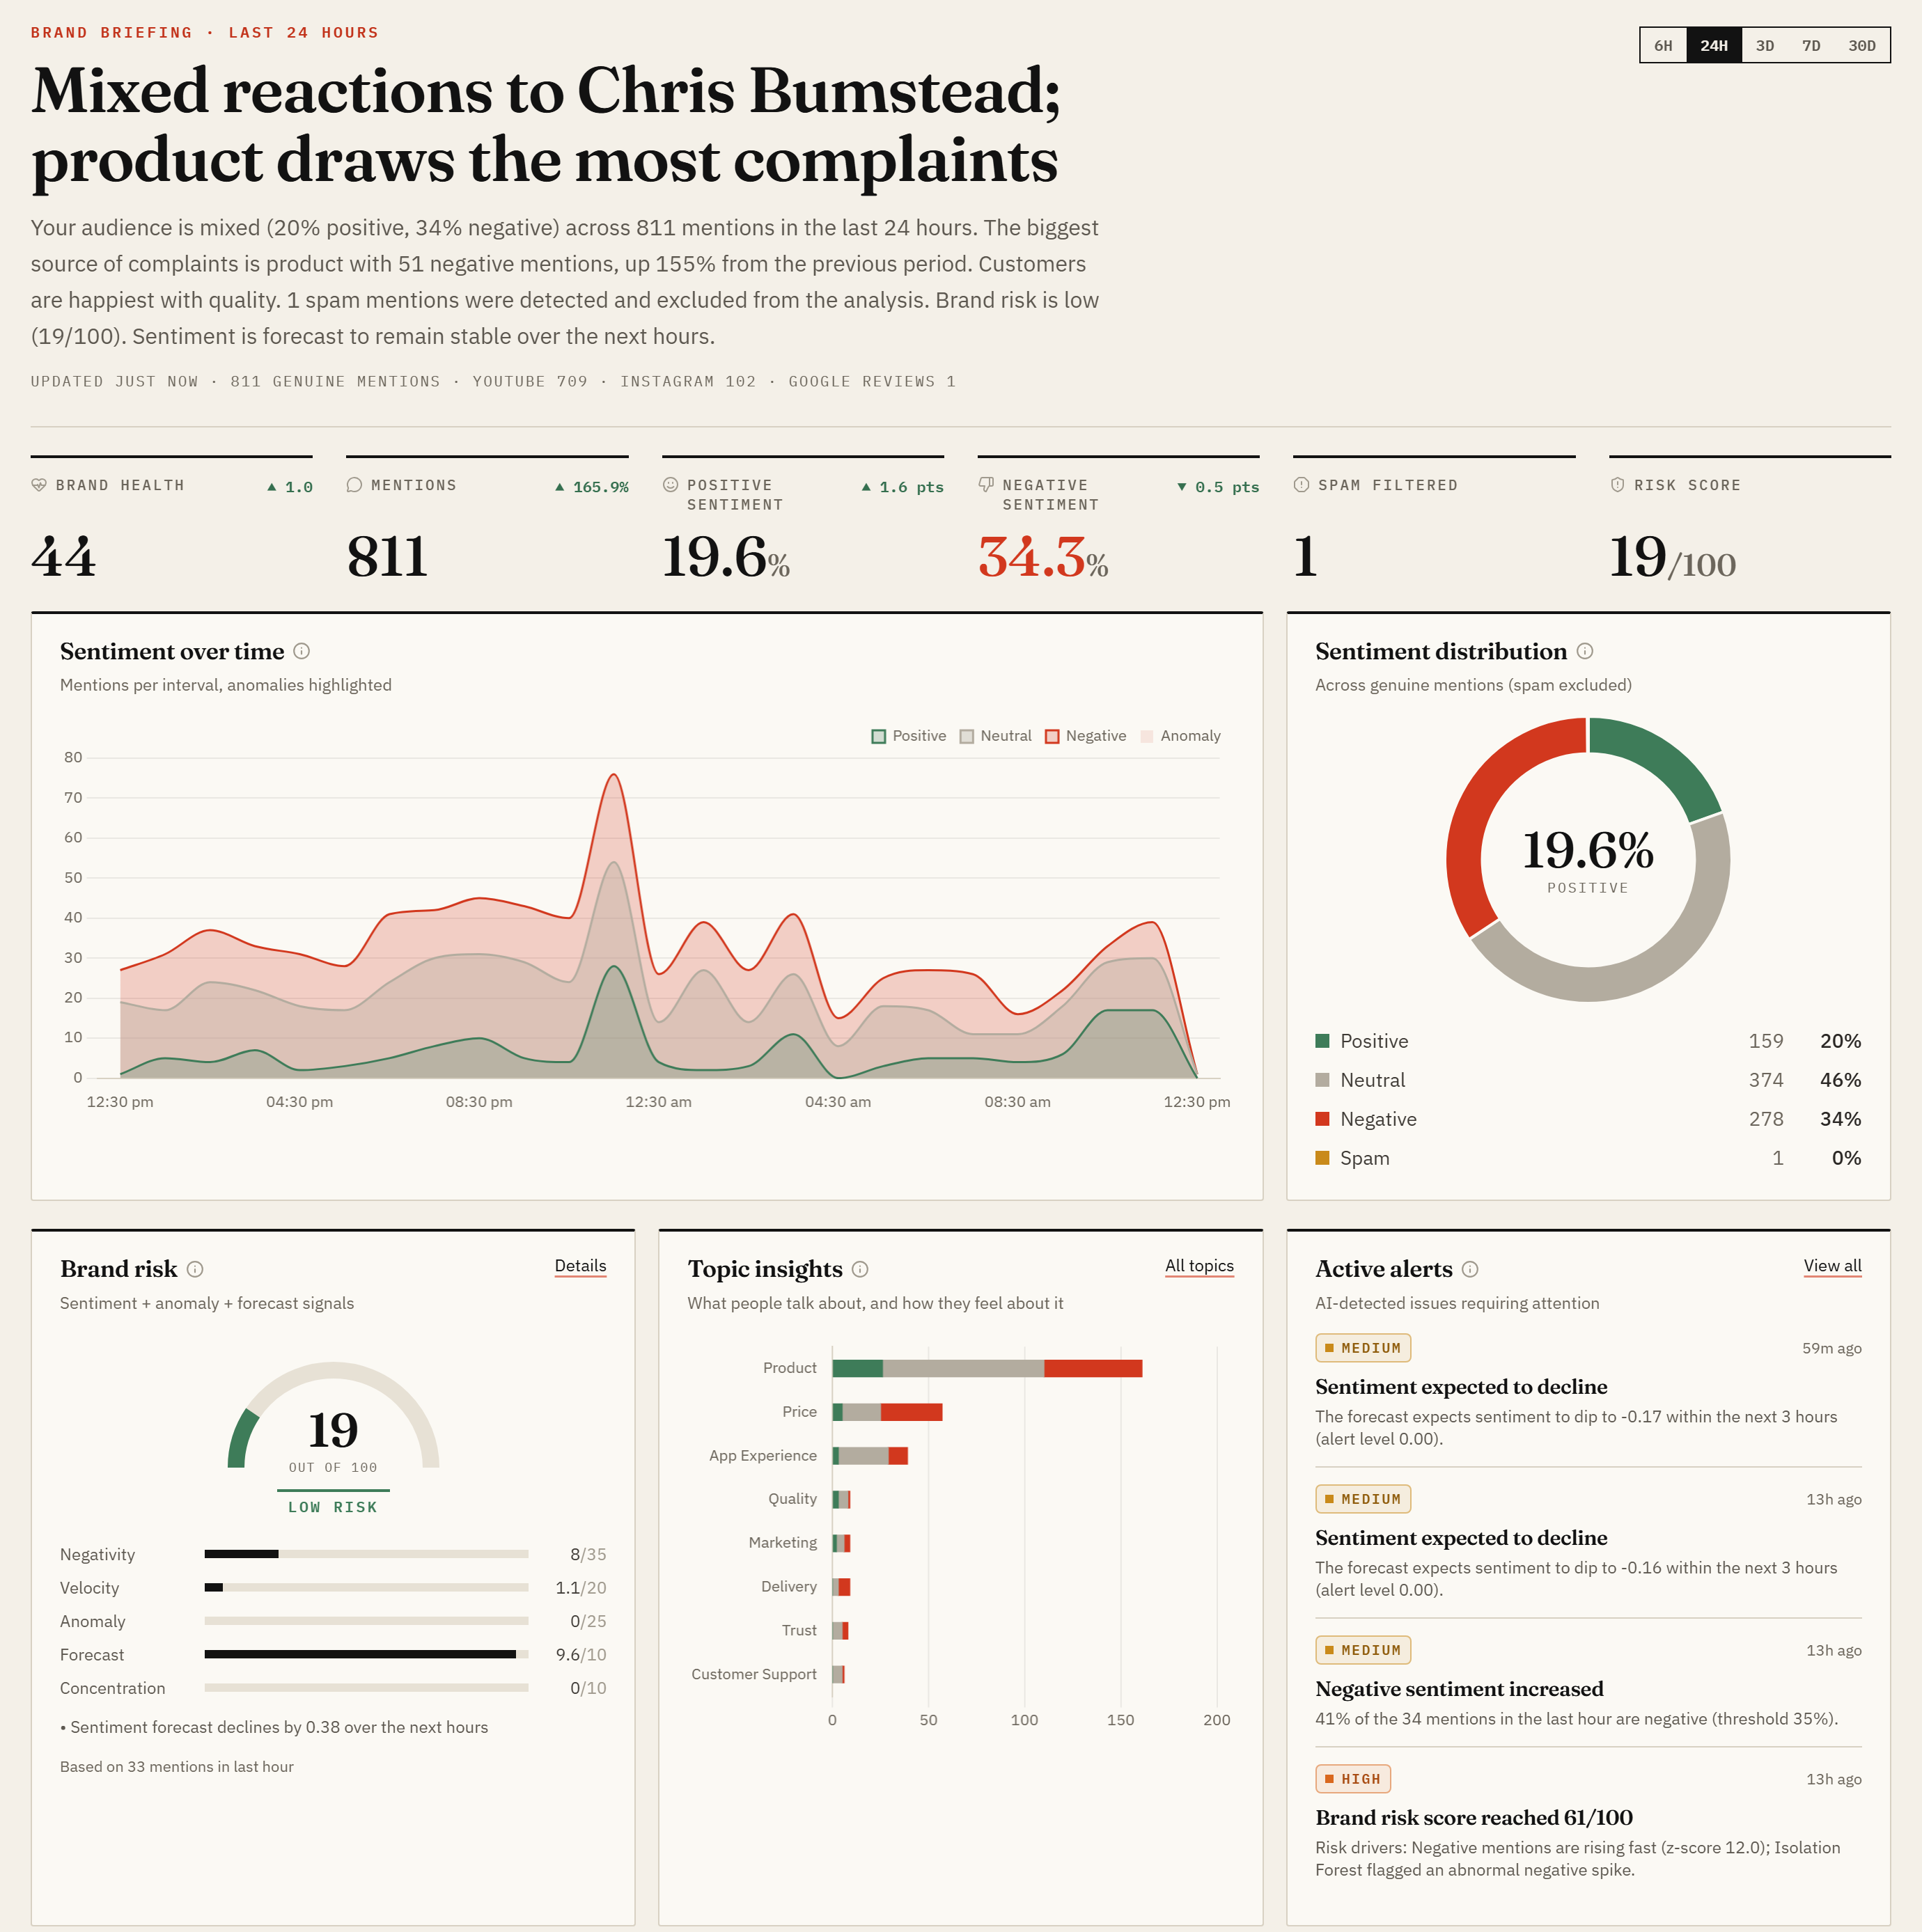 BRAND BRIEFING · LAST 24 HOURS
6H 24H 3D 7D 30D
Mixed reactions to Chris Bumstead;
product draws the most complaints
Your audience is mixed (20% positive, 34% negative) across 811 mentions in the last 24 hours. The biggest
source of complaints is product with 51 negative mentions, up 155% from the previous period. Customers
are happiest with quality. 1 spam mentions were detected and excluded from the analysis. Brand risk is low
(19/100). Sentiment is forecast to remain stable over the next hours.
UPDATED JUST NOW · 811 GENUINE MENTIONS · YOUTUBE 709 · INSTAGRAM 102 · GOOGLE REVIEWS 1
BRAND HEALTH ▲ 1.0
44
MENTIONS ▲ 165.9%
811
POSITIVE ▲ 1.6 pts
SENTIMENT
19.6%
NEGATIVE ▼ 0.5 pts
SENTIMENT
34.3%
SPAM FILTERED
1
RISK SCORE
19/100
Sentiment over time
Mentions per interval, anomalies highlighted
Positive Neutral Negative Anomaly
80
70
60
50
40
30
20
10
0
12:30 pm 04:30 pm 08:30 pm 12:30 am 04:30 am 08:30 am 12:30 pm
Sentiment distribution
Across genuine mentions (spam excluded)
19.6%
POSITIVE
Positive 159 20%
Neutral 374 46%
Negative 278 34%
Spam 1 0%
Brand risk Details
Sentiment + anomaly + forecast signals
19
OUT OF 100
LOW RISK
Negativity 8/35
Velocity 1.1/20
Anomaly 0/25
Forecast 9.6/10
Concentration 0/10
• Sentiment forecast declines by 0.38 over the next hours
Based on 33 mentions in last hour
Topic insights All topics
What people talk about, and how they feel about it
Product
Price
App Experience
Quality
Marketing
Delivery
Trust
Customer Support
0 50 100 150 200
Active alerts View all
AI-detected issues requiring attention
MEDIUM 59m ago
Sentiment expected to decline
The forecast expects sentiment to dip to -0.17 within the next 3 hours
(alert level 0.00).
MEDIUM 13h ago
Sentiment expected to decline
The forecast expects sentiment to dip to -0.16 within the next 3 hours
(alert level 0.00).
MEDIUM 13h ago
Negative sentiment increased
41% of the 34 mentions in the last hour are negative (threshold 35%).
HIGH 13h ago
Brand risk score reached 61/100
Risk drivers: Negative mentions are rising fast (z-score 12.0); Isolation
Forest flagged an abnormal negative spike.